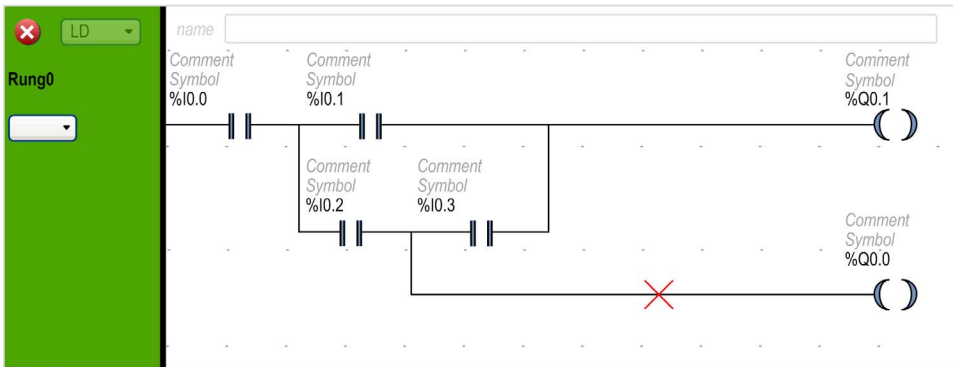 LD
name
Rung0
Comment
Symbol
%I0.0
Comment
Symbol
%I0.1
Comment
Symbol
%Q0.1
Comment
Symbol
%I0.2
Comment
Symbol
%I0.3
Comment
Symbol
%Q0.0